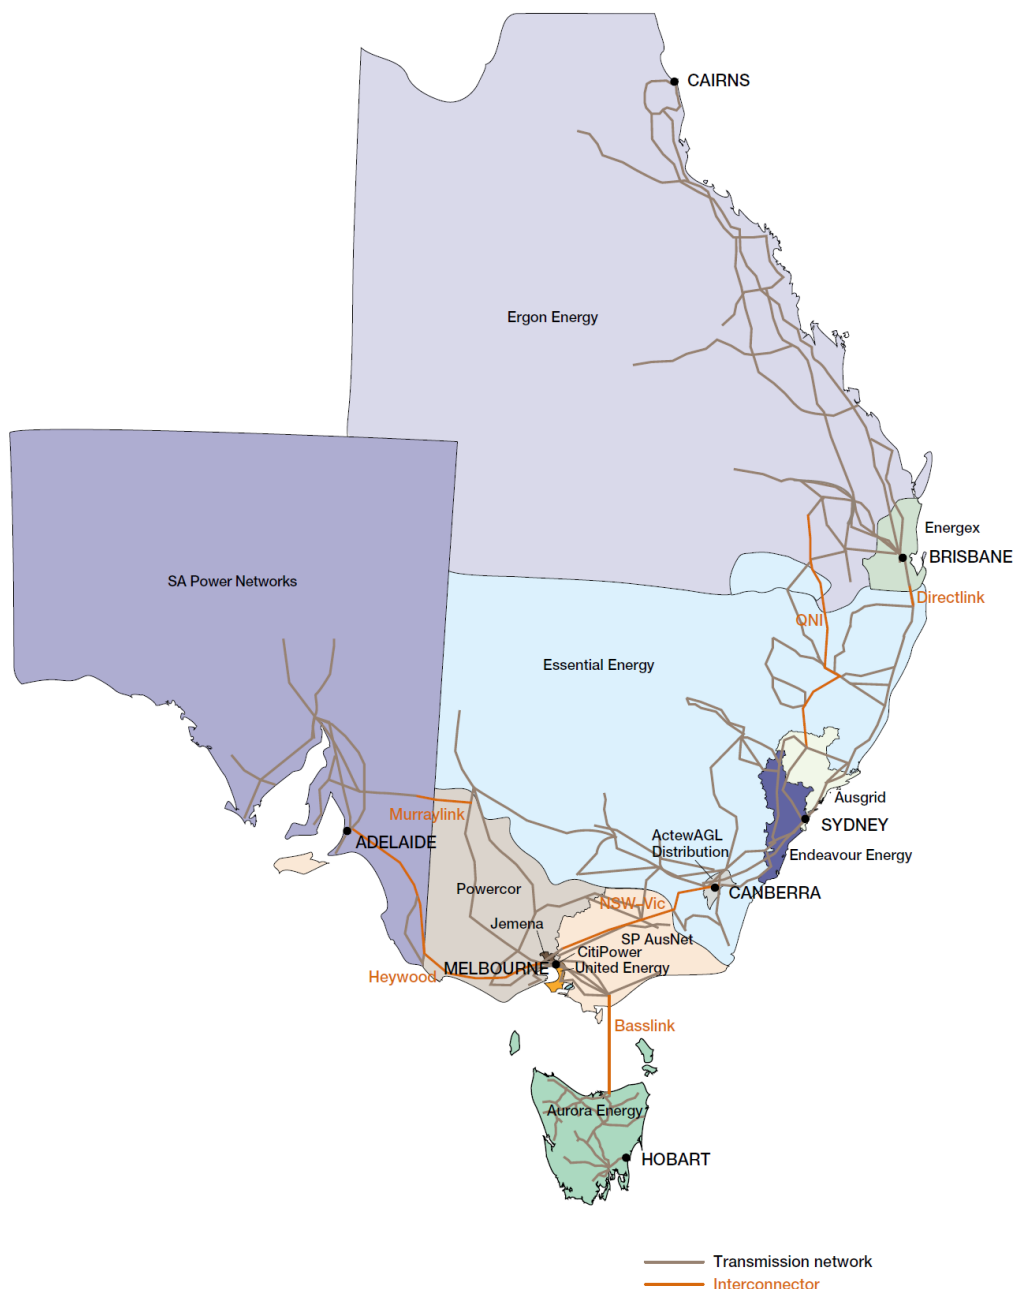 CAIRNS
Ergon Energy
Energex
BRISBANE
SA Power Networks
Directlink
QNI
Essential Energy
Ausgrid
Murraylink
SYDNEY
ADELAIDE
ActewAGL
Distribution
Endeavour Energy
Powercor
CANBERRA
NSW-Vic
Jemena
SP AusNet
CitiPower
MELBOURNE
United Energy
Heywood
Basslink
Aurora Energy
HOBART
Transmission network
Interconnector